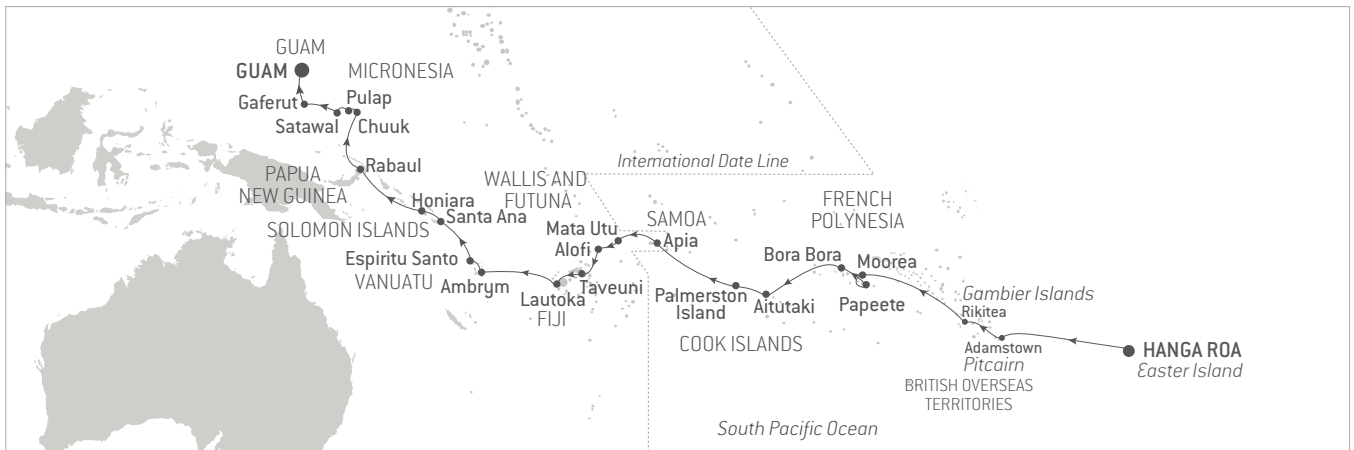 GUAM
GUAM
MICRONESIA
Gaferut
Pulap
Satawal
Chuuk
Rabaul
PAPUA
NEW GUINEA
Honiara
Santa Ana
SOLOMON ISLANDS
Espiritu Santo
VANUATU
Ambrym
WALLIS AND
FUTUNA
Mata Utu
Alofi
Lautoka
Taveuni
FIJI
International Date Line
SAMOA
Apia
Palmerston
Island
Aitutaki
COOK ISLANDS
FRENCH
POLYNESIA
Bora Bora
Moorea
Papeete
Gambier Islands
Rikitea
Adamstown
Pitcairn
BRITISH OVERSEAS
TERRITORIES
HANGA ROA
Easter Island
South Pacific Ocean